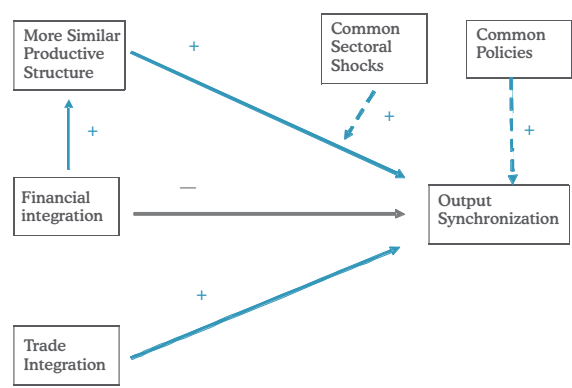 More Similar
Productive
Structure
+
Common
Sectoral
Shocks
Common
Policies
+
+
+
Financial
integration
—
Output
Synchronization
+
Trade
Integration